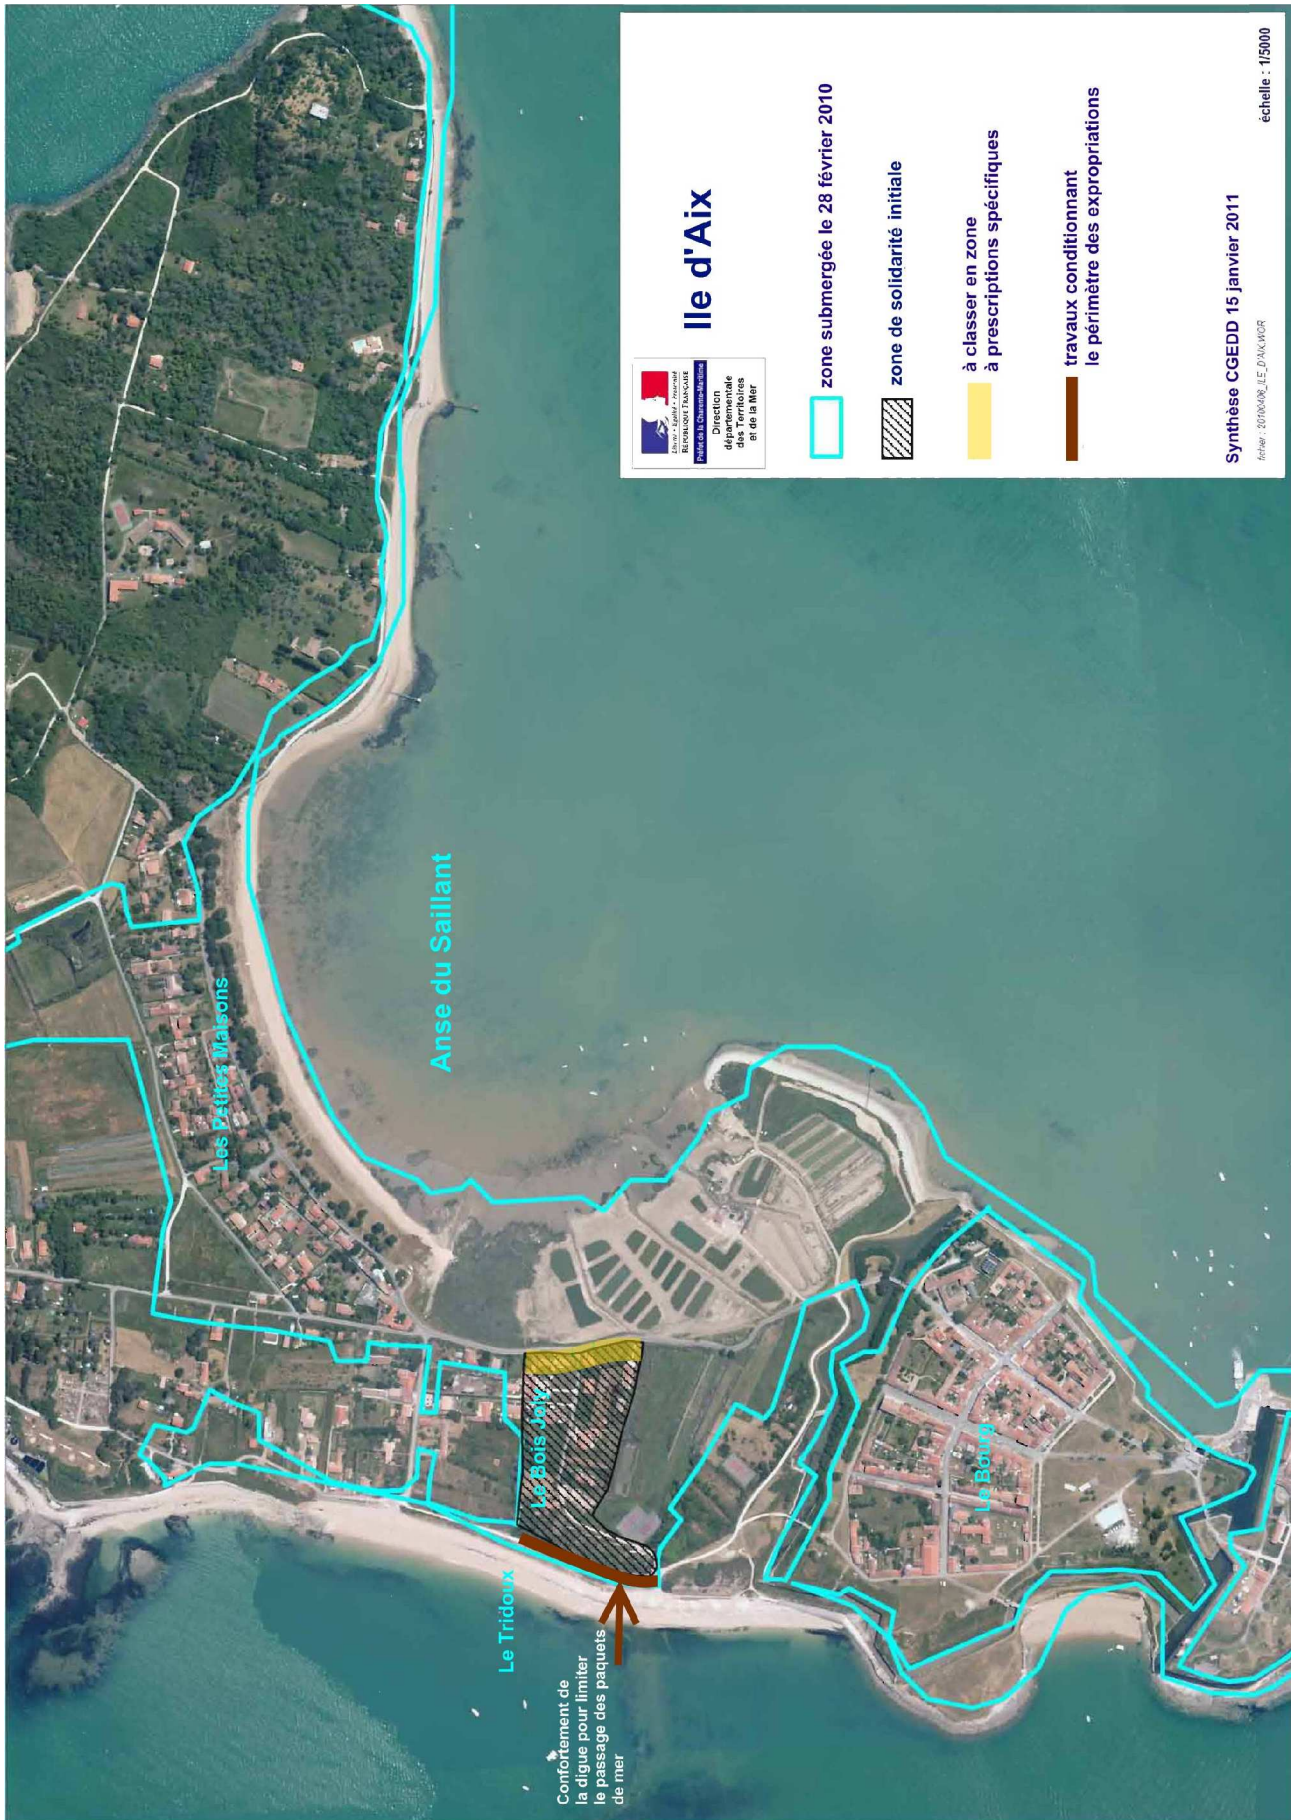 Ile d'Aix
Liberté • Égalité • Fraternité
RÉPUBLIQUE FRANÇAISE
Préfet de la Charente-Maritime
Direction
départementale
des Territoires
et de la Mer
zone submergée le 28 février 2010
zone de solidarité initiale
à classer en zone
à prescriptions spécifiques
travaux conditionnant
le périmètre des expropriations
Synthèse CGEDD 15 janvier 2011
fichier : 20100408_ILE_D'AIX.WOR
échelle : 1/5000
Les Petites Maisons
Anse du Saillant
Le Bois Joly
Le Bourg
Le Tridoux
Confortement de
la digue pour limiter
le passage des paquets
de mer